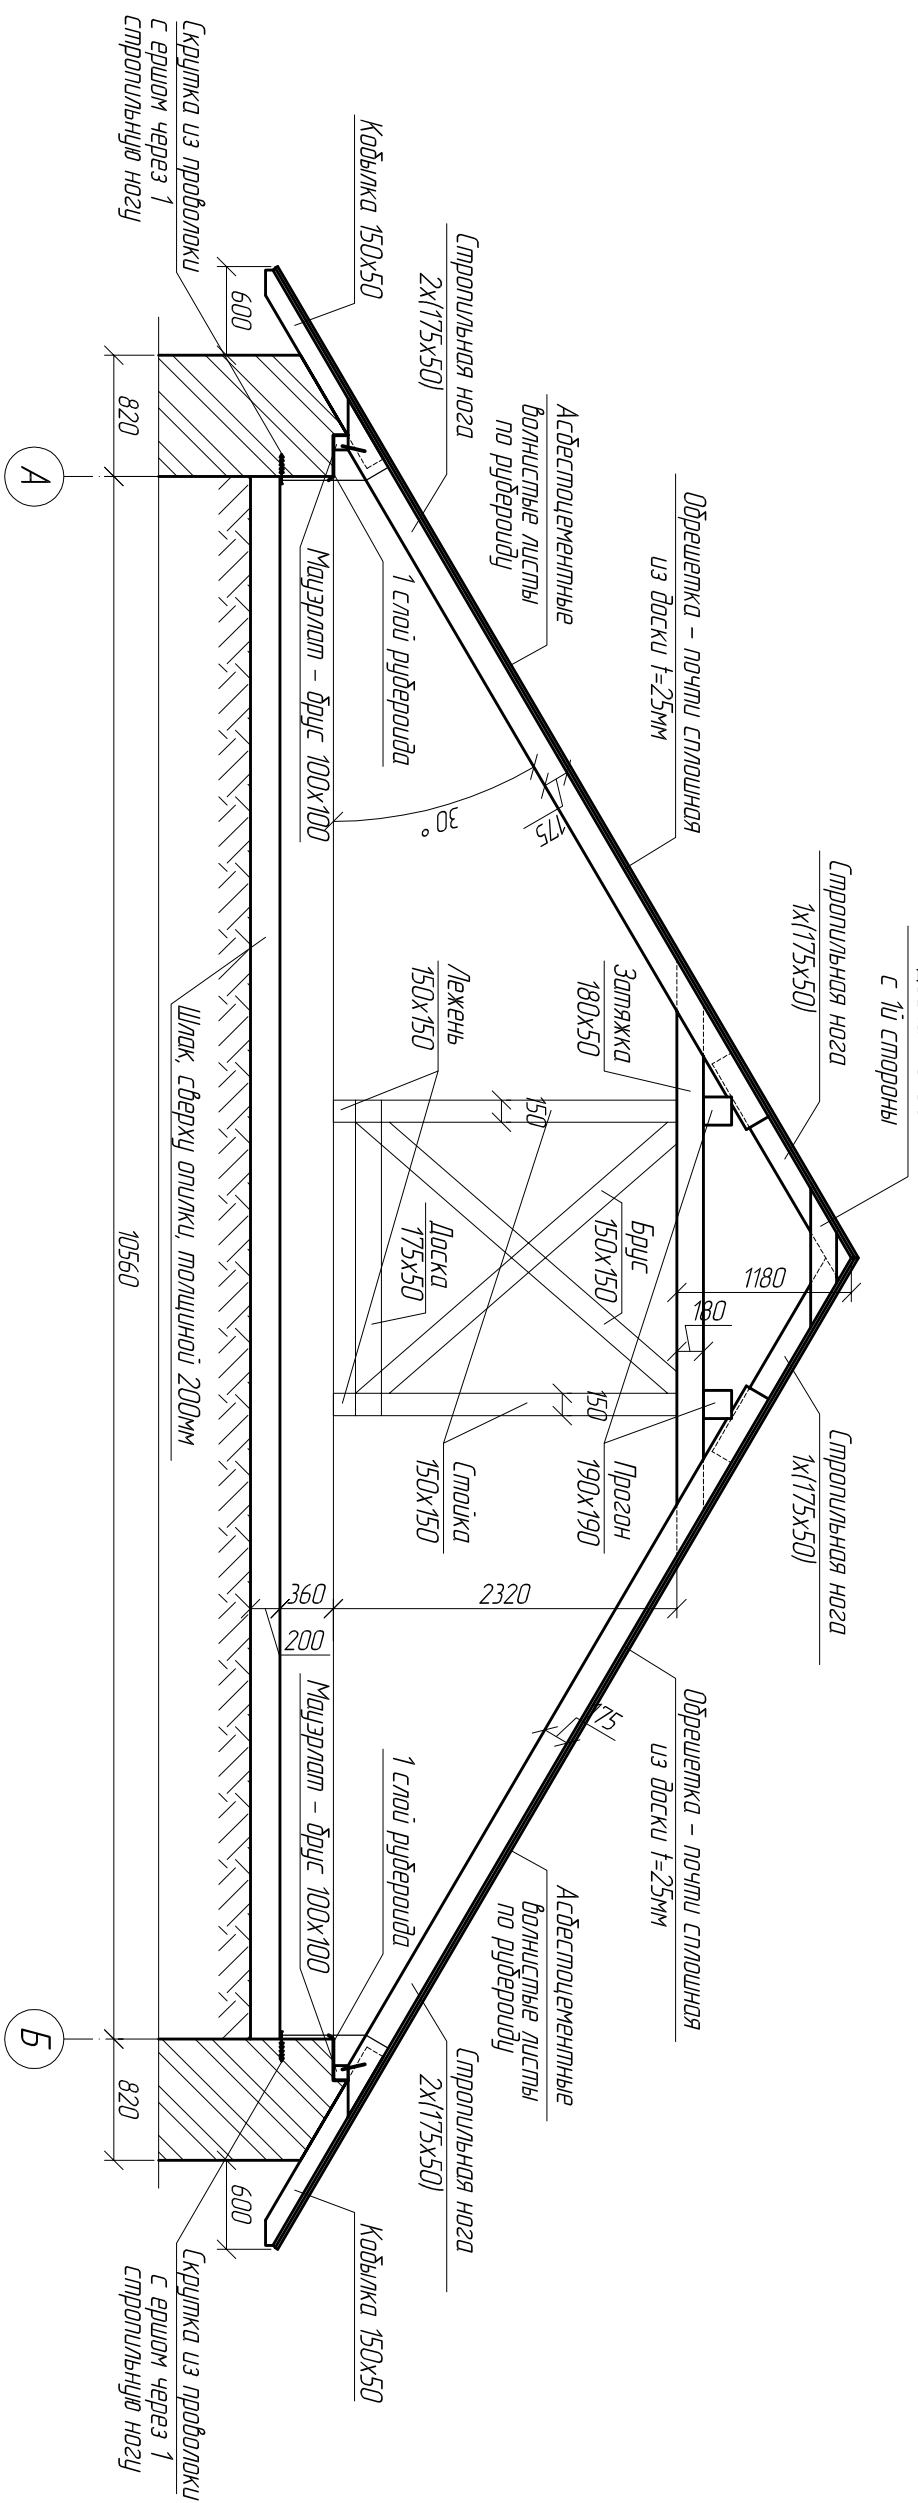 с 1й стороны
Стропильная нога
1х(175х50)
Стропильная нога
1х(175х50)
Обрешетка - почти сплошная
из доски t=25мм
Обрешетка - почти сплошная
из доски t=25мм
Асбестоцементные
волнистые листы
по рубероиду
Асбестоцементные
волнистые листы
по рубероиду
Стропильная нога
2х(175х50)
Стропильная нога
2х(175х50)
Кобылка 150х50
Кобылка 150х50
Скрутка из проволоки
с ершом через 1
стропильную ногу
Скрутка из проволоки
с ершом через 1
стропильную ногу
1180
180
175
175
Затяжка
180х50
Прогон
190х190
Брус
150х150
150
150
Лежень
150х150
Доска
175х50
Стойка
150х150
30°
2320
360
200
1 слой рубероида
1 слой рубероида
Мауэрлат - брус 100х100
Мауэрлат - брус 100х100
600
600
Шлак, сверху опилки, толщиной 200мм
820
10560
820
А
Б